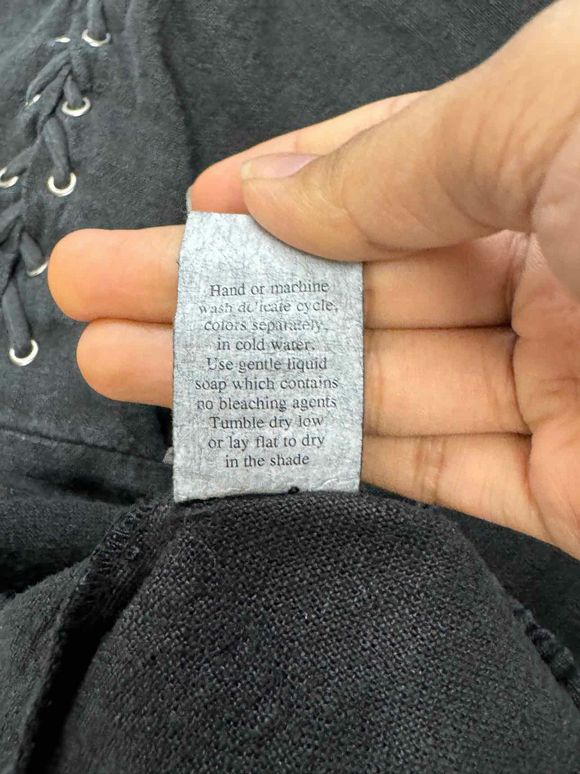 Hand or machine
wash delicate cycle,
colors separately,
in cold water.
Use gentle liquid
soap which contains
no bleaching agents
Tumble dry low
or lay flat to dry
in the shade